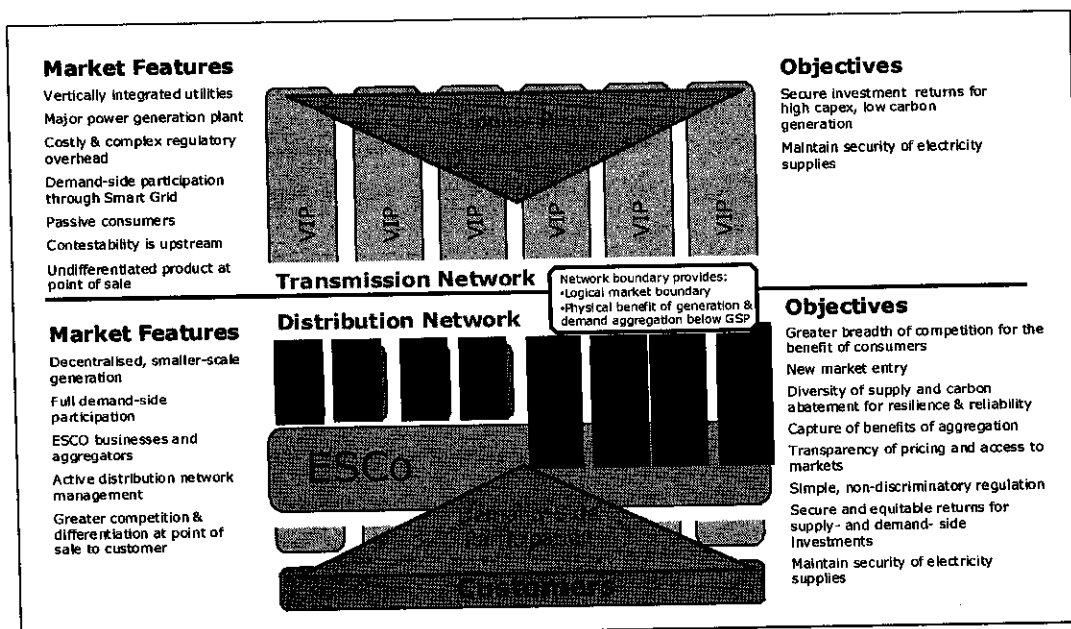 Market Features
Vertically integrated utilities
Major power generation plant
Costly & complex regulatory
overhead
Demand-side participation
through Smart Grid
Passive consumers
Contestability is upstream
Undifferentiated product at
point of sale
VIP
VIP
VIP
VIP
VIP
VIP
Objectives
Secure investment returns for
high capex, low carbon
generation
Maintain security of electricity
supplies
Transmission Network
Network boundary provides:
•Logical market boundary
•Physical benefit of generation &
demand aggregation below GSP
Distribution Network
Market Features
Decentralised, smaller-scale
generation
Full demand-side
participation
ESCO businesses and
aggregators
Active distribution network
management
Greater competition &
differentiation at point of
sale to customer
ESCo
Customers
Objectives
Greater breadth of competition for the
benefit of consumers
New market entry
Diversity of supply and carbon
abatement for resilience & reliability
Capture of benefits of aggregation
Transparency of pricing and access to
markets
Simple, non-discriminatory regulation
Secure and equitable returns for
supply- and demand- side
investments
Maintain security of electricity
supplies